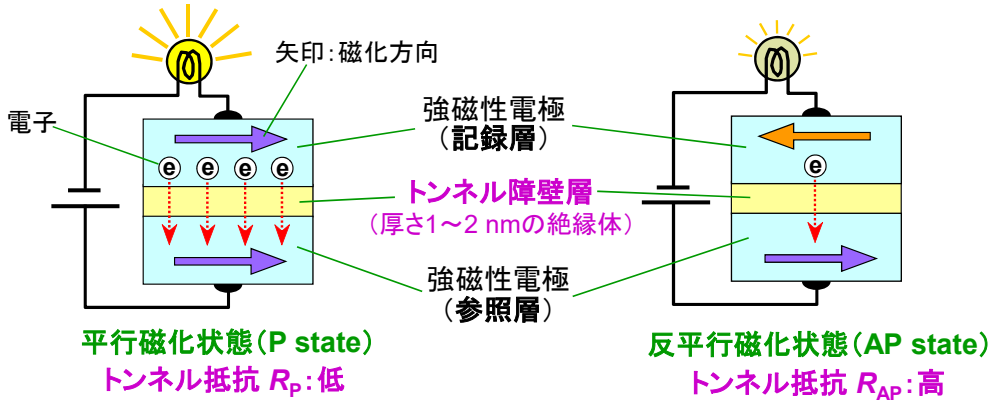 矢印：磁化方向
電子
強磁性電極
（記録層）
e e e e
e
トンネル障壁層
（厚さ1～2 nmの絶縁体）
強磁性電極
（参照層）
平行磁化状態（P state）
トンネル抵抗 RP：低
反平行磁化状態（AP state）
トンネル抵抗 RAP：高